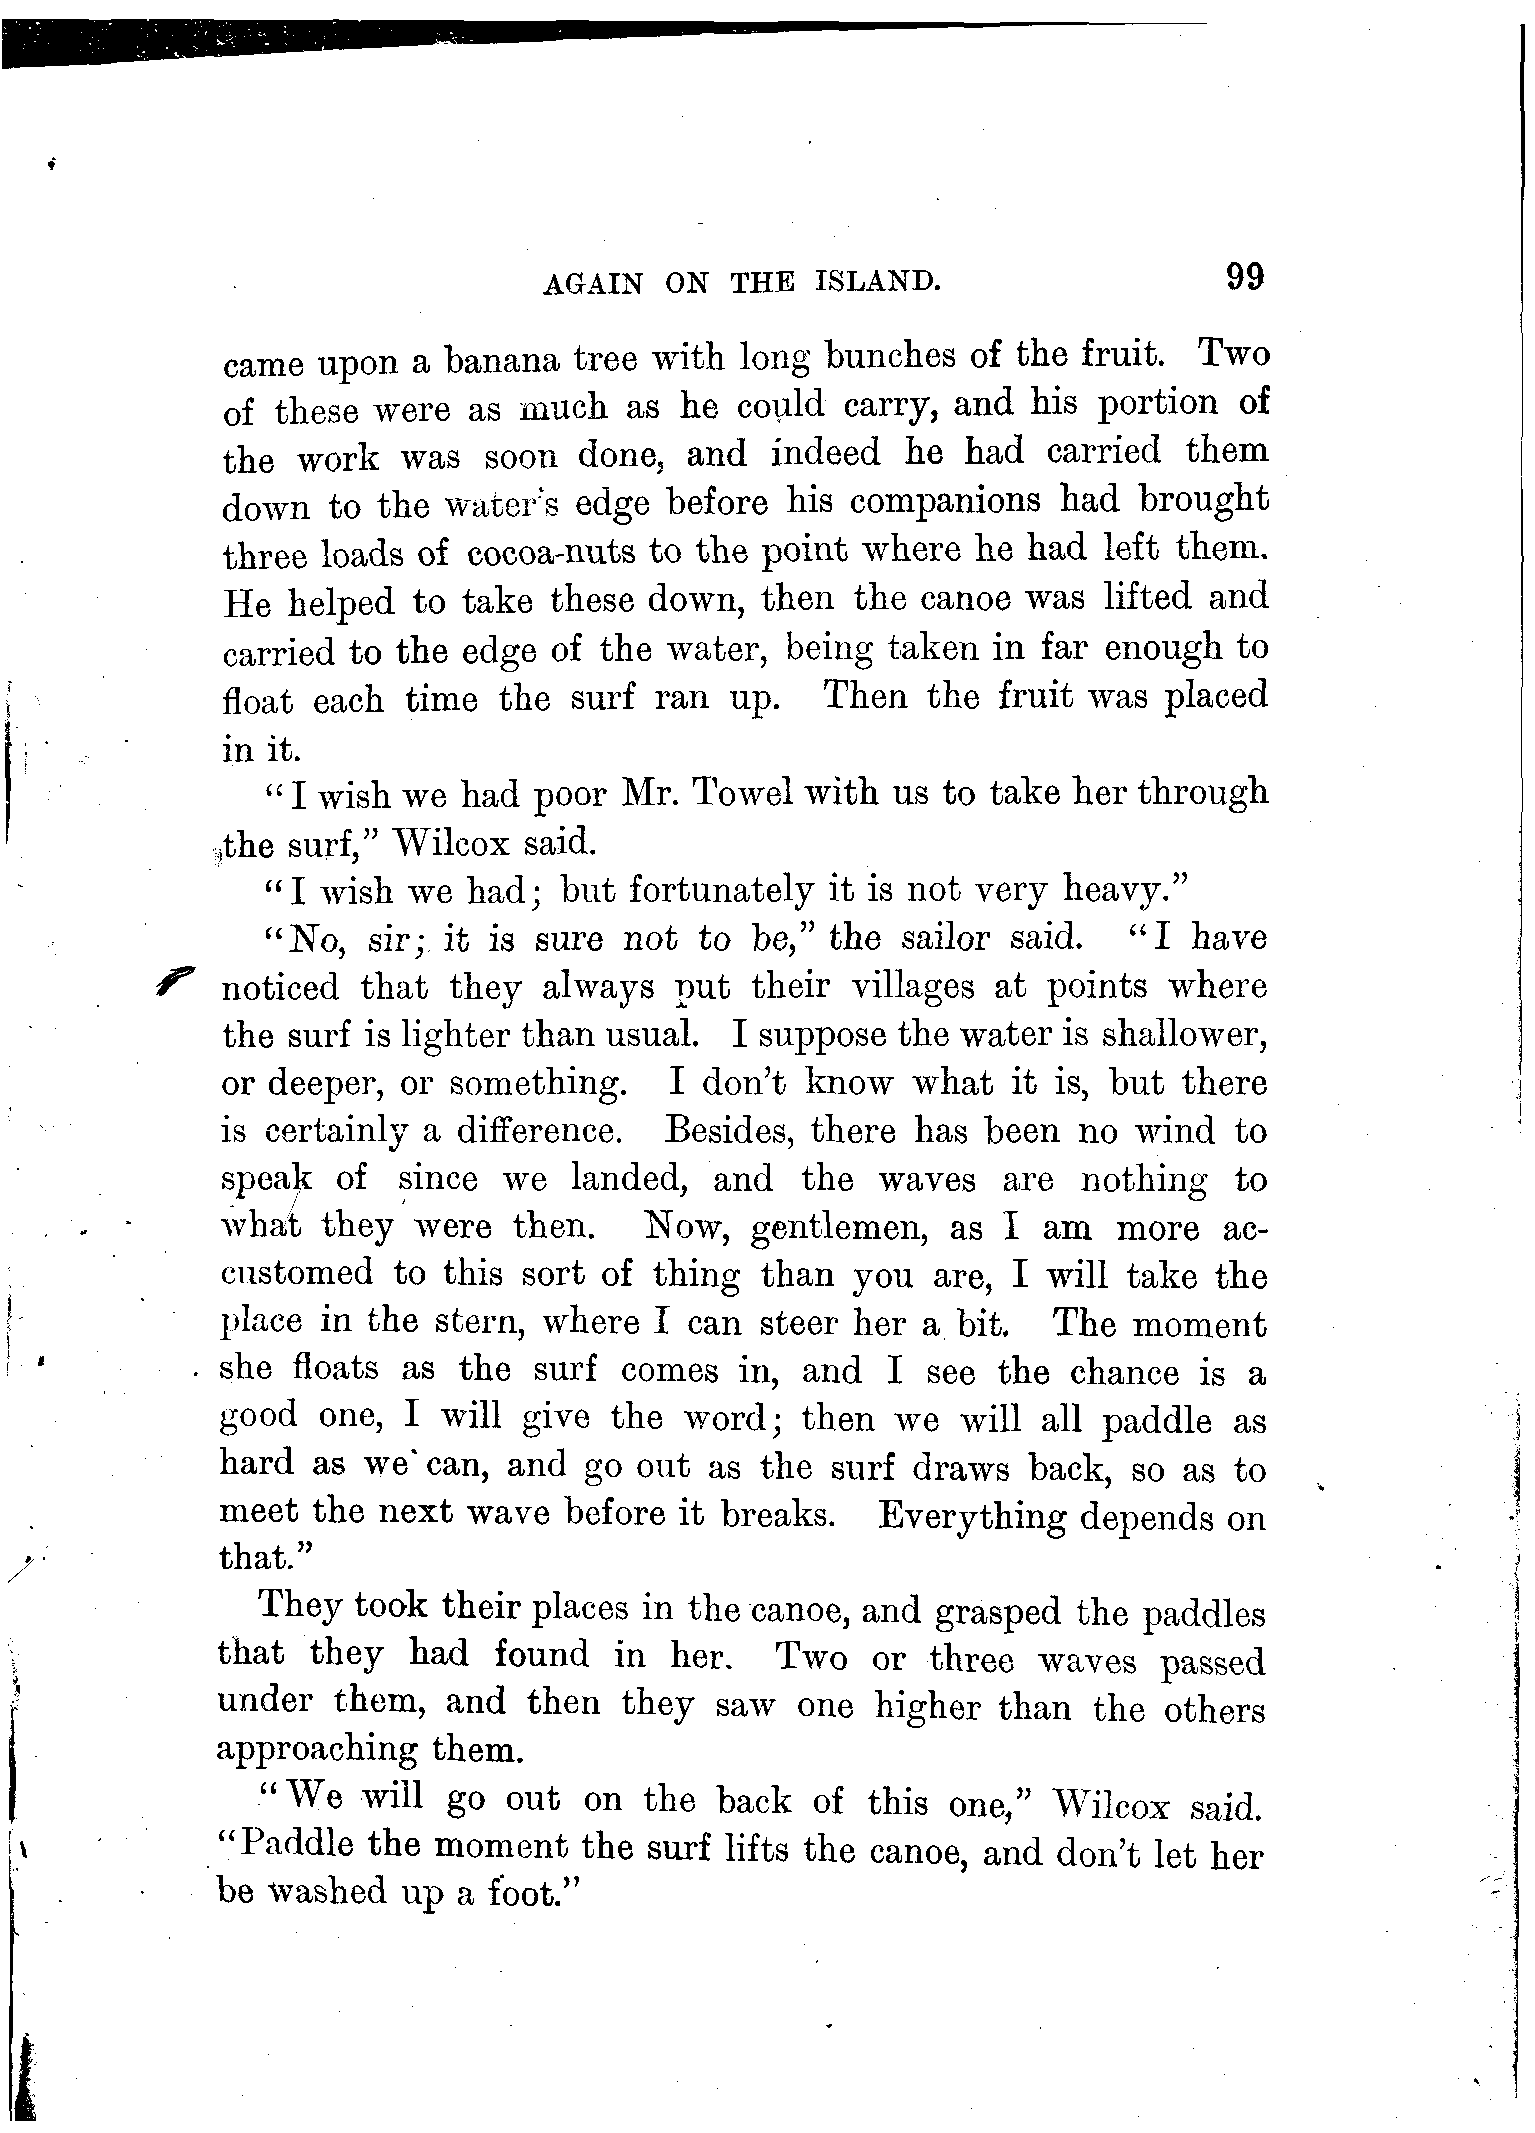 AGAIN ON THE ISLAND. 99
came upon a banana tree with long bunches of the fruit. Two
of these were as much as he could carry, and his portion of
the work was soon done, and indeed he had carried them
down to the water's edge before his companions had brought
three loads of cocoa-nuts to the point where he had left them.
He helped to take these down, then the canoe was lifted and
carried to the edge of the water, being taken in far enough to
float each time the surf ran up. Then the fruit was placed
in it.
“I wish we had poor Mr. Towel with us to take her through
the surf,” Wilcox said.
“I wish we had; but fortunately it is not very heavy.”
“No, sir; it is sure not to be,” the sailor said. “I have
noticed that they always put their villages at points where
the surf is lighter than usual. I suppose the water is shallower,
or deeper, or something. I don't know what it is, but there
is certainly a difference. Besides, there has been no wind to
speak of since we landed, and the waves are nothing to
what they were then. Now, gentlemen, as I am more ac-
customed to this sort of thing than you are, I will take the
place in the stern, where I can steer her a bit. The moment
she floats as the surf comes in, and I see the chance is a
good one, I will give the word; then we will all paddle as
hard as we can, and go out as the surf draws back, so as to
meet the next wave before it breaks. Everything depends on
that.”
They took their places in the canoe, and grasped the paddles
that they had found in her. Two or three waves passed
under them, and then they saw one higher than the others
approaching them.
“We will go out on the back of this one,” Wilcox said.
“Paddle the moment the surf lifts the canoe, and don't let her
be washed up a foot.”